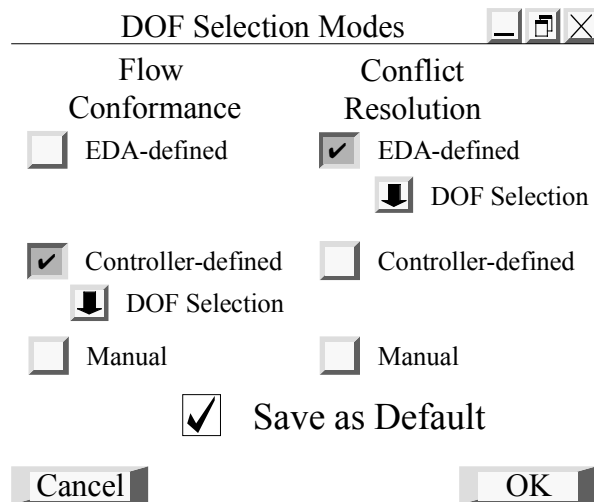 DOF Selection Modes
Flow
Conformance
EDA-defined
Controller-defined
DOF Selection
Manual
Conflict
Resolution
EDA-defined
DOF Selection
Controller-defined
Manual
Save as Default
Cancel
OK